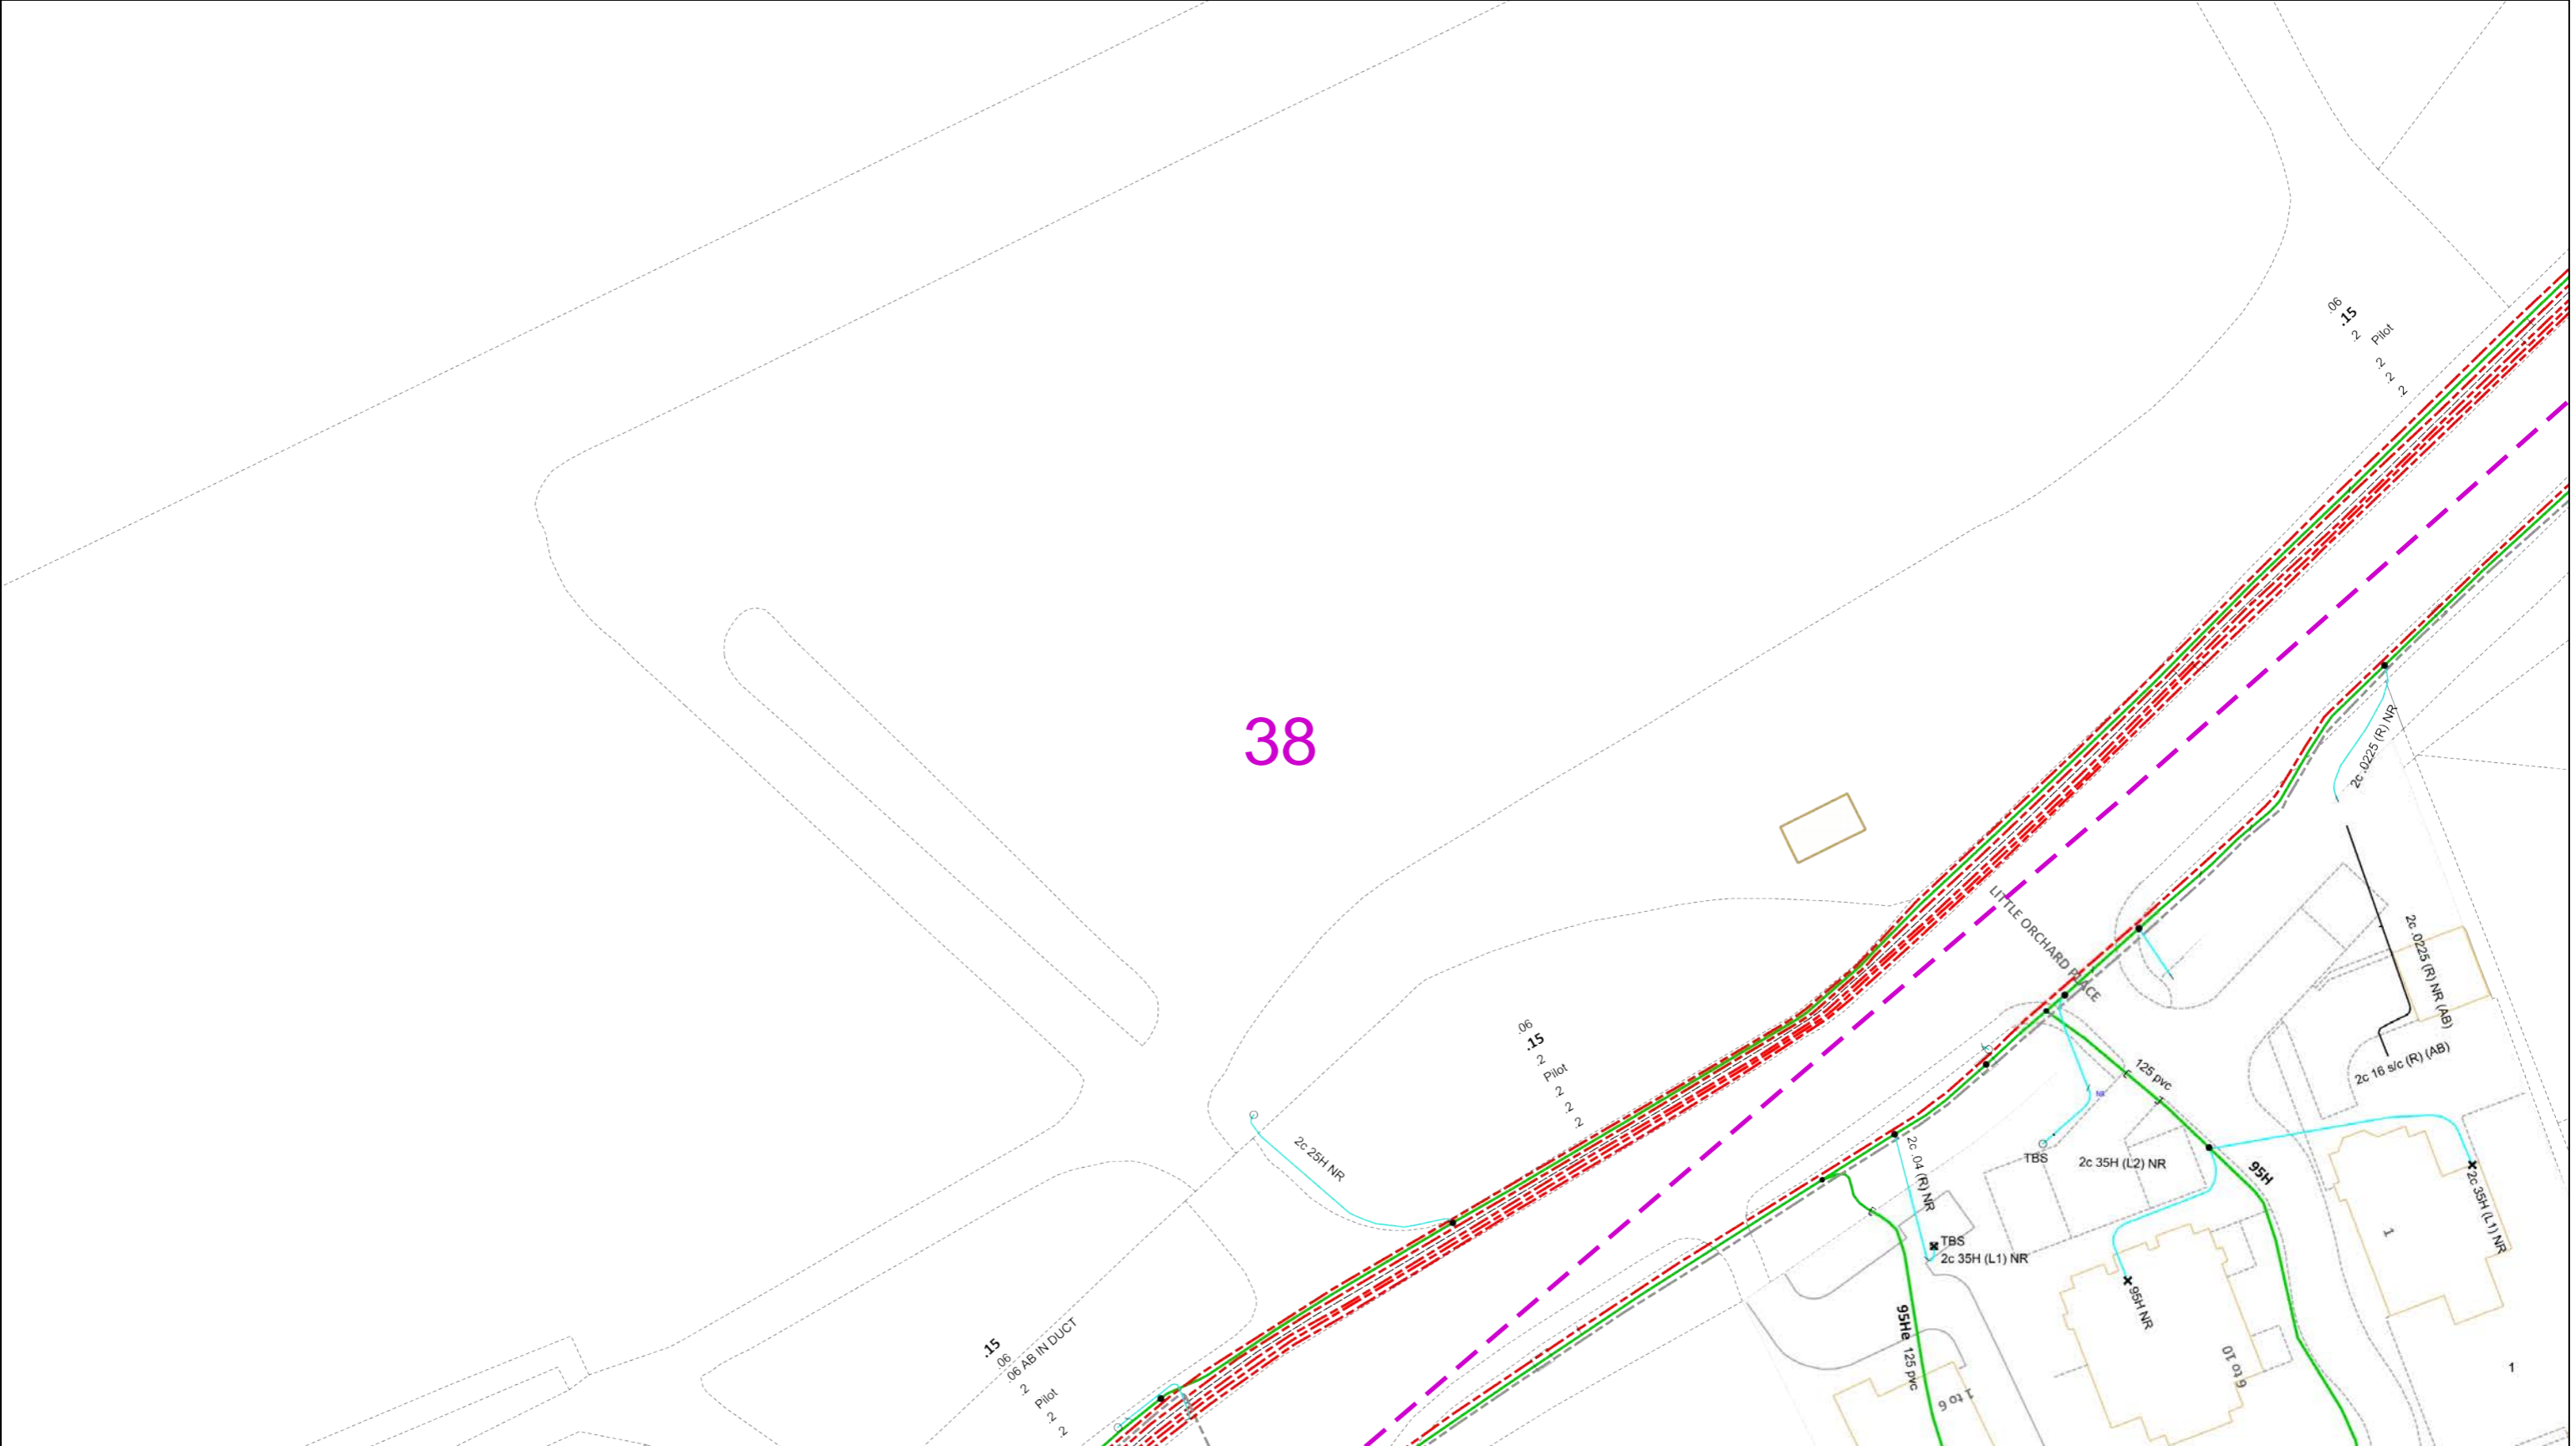 .06
.15
.2
Pilot
.2
.2
.2
38
2c .0225 (R) NR
LITTLE ORCHARD PLACE
2c .0225 (R) NR (AB)
2c 16 s/c (R) (AB)
.06
.15
.2
Pilot
.2
.2
.2
125 pvc
NR
2c 25H NR
TBS
2c 35H (L2) NR
95H
2c .04 (R) NR
2c 35H (L1) NR
TBS
2c 35H (L1) NR
1
95H NR
95He 125 pvc
6 to 10
1
1 to 6
.15
.06
.06 AB IN DUCT
.2
Pilot
.2
.2